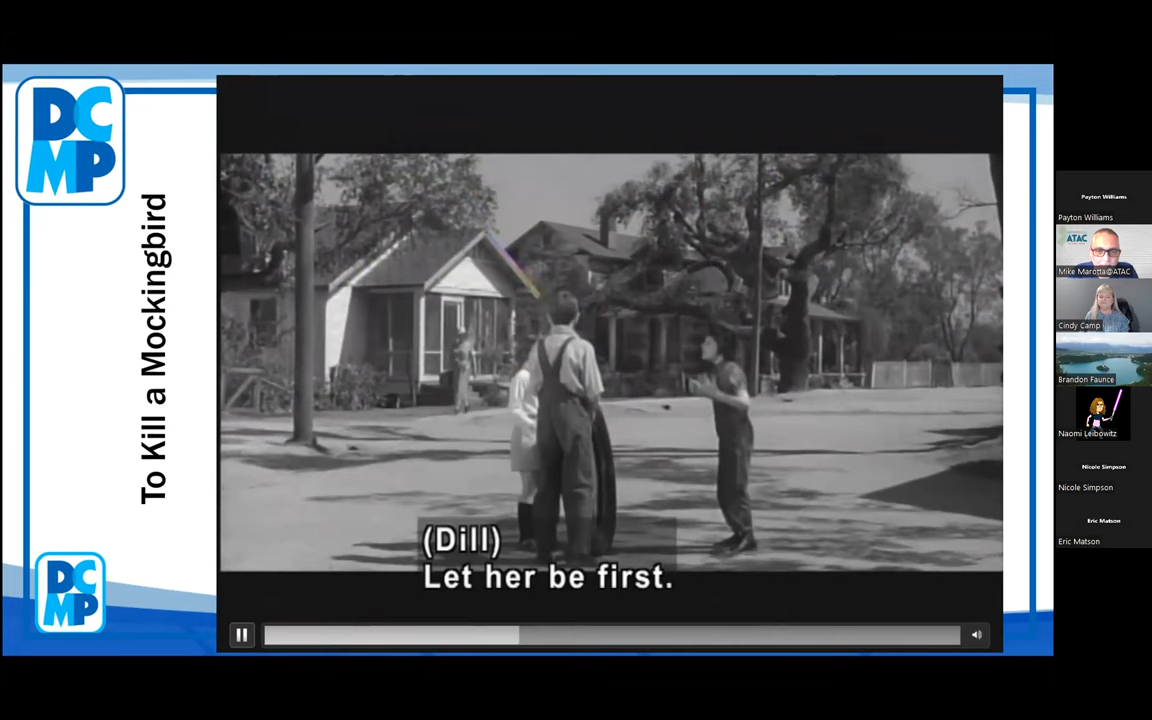 DC
MP
To Kill a Mockingbird
(Dill)
Let her be first.
DC
MP
Payton Williams
Payton Williams
ATAC
Mike Marotta@ATAC
Cindy Camp
Brandon Faunce
Naomi Leibowitz
Nicole Simpson
Nicole Simpson
Eric Matson
Eric Matson